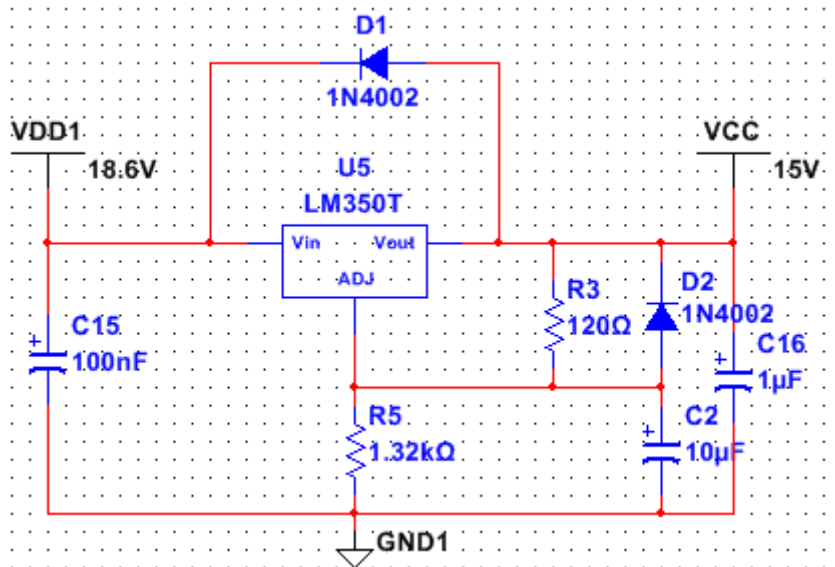 D1
1N4002
VDD1
18.6V
VCC
15V
U5
LM350T
Vin
Vout
ADJ
R3
120Ω
D2
1N4002
C15
100nF
C16
1µF
R5
1.32kΩ
C2
10µF
GND1